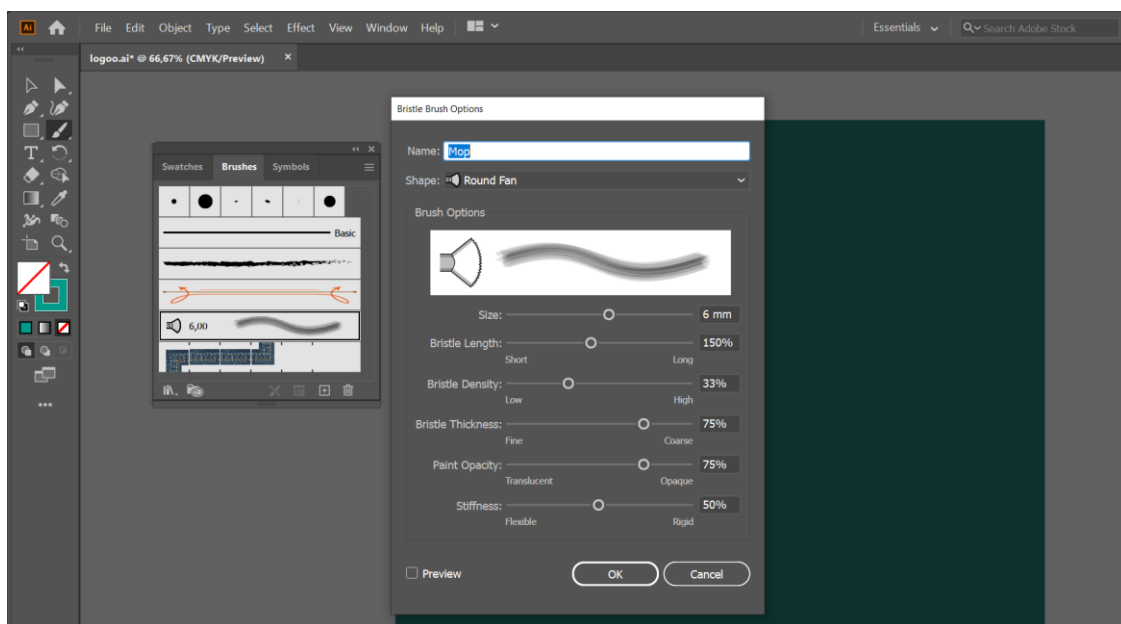 Ai File Edit Object Type Select Effect View Window Help Essentials Search Adobe Stock
logoo.ai* @ 66,67% (CMYK/Preview) ×
Swatches Brushes Symbols
Basic
6,00
Bristle Brush Options
Name: Mop
Shape: Round Fan
Brush Options
Size: 6 mm
Bristle Length: 150%
Short Long
Bristle Density: 33%
Low High
Bristle Thickness: 75%
Fine Coarse
Paint Opacity: 75%
Translucent Opaque
Stiffness: 50%
Flexible Rigid
Preview OK Cancel